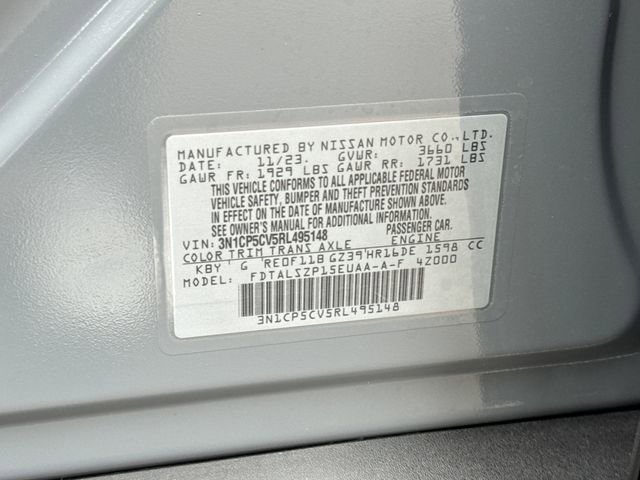 MANUFACTURED BY NISSAN MOTOR CO.,LTD.
DATE: 11/23. GVWR: 3660 LBS
GAWR FR: 1929 LBS GAWR RR: 1731 LBS
THIS VEHICLE CONFORMS TO ALL APPLICABLE FEDERAL MOTOR
VEHICLE SAFETY, BUMPER AND THEFT PREVENTION STANDARDS
IN EFFECT ON THE DATE OF MANUFACTURE SHOWN ABOVE.
SEE OWNER'S MANUAL FOR ADDITIONAL INFORMATION.
VIN: 3N1CP5CV5RL495148 PASSENGER CAR.
COLOR TRIM TRANS AXLE ENGINE
KBY G RE0F11B GZ39 HR16DE 1598 CC
MODEL: FDTALSZP15EUAA-A-F 4Z000
3N1CP5CV5RL495148